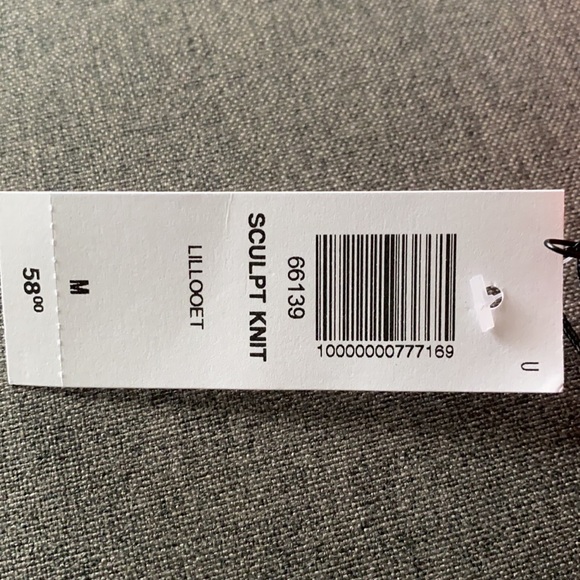 U
10000000777169
66139
SCULPT KNIT
LILLOOET
M
58⁰⁰